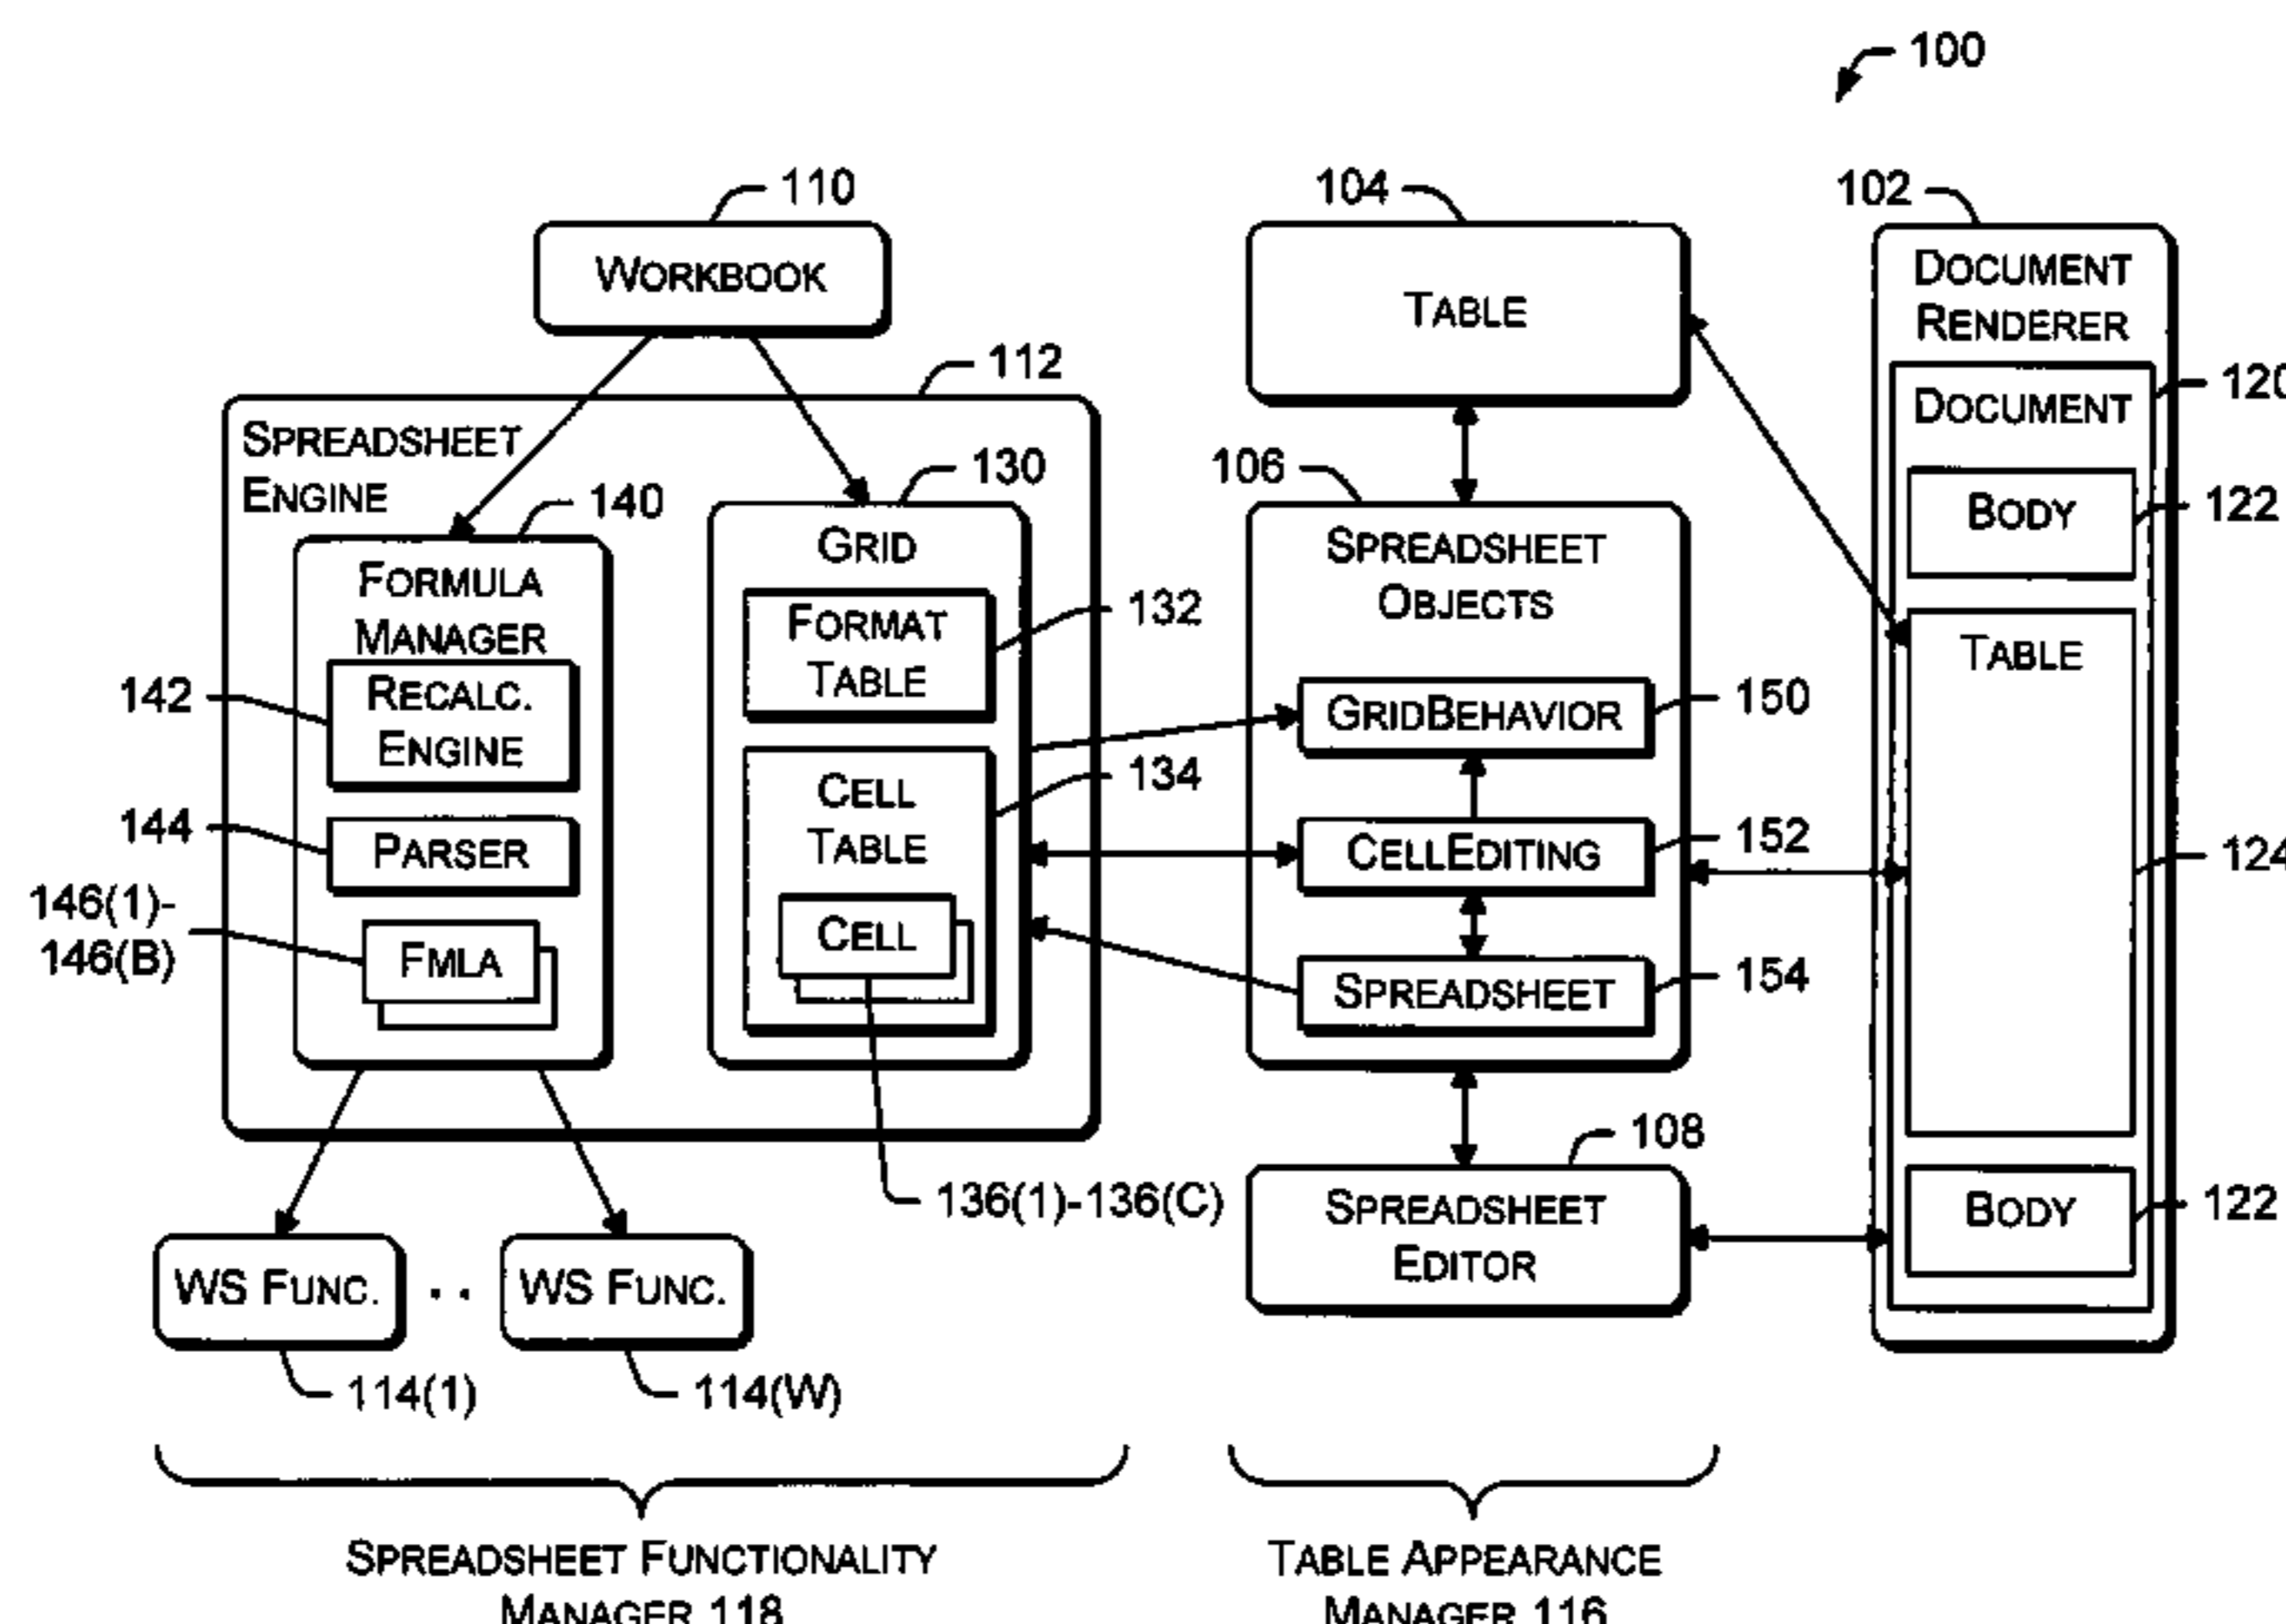 100
110
104
102
WORKBOOK
TABLE
DOCUMENT
RENDERER
112
120
DOCUMENT
SPREADSHEET
ENGINE
130
106
140
122
BODY
GRID
SPREADSHEET
OBJECTS
FORMULA
MANAGER
FORMAT
TABLE
132
TABLE
142
RECALC.
ENGINE
GRIDBEHAVIOR
150
134
CELL
TABLE
144
PARSER
CELLEDITING
152
124
146(1)-
146(B)
FMLA
CELL
SPREADSHEET
154
108
136(1)-136(C)
SPREADSHEET
EDITOR
BODY
122
WS FUNC.
. .
WS FUNC.
114(1)
114(W)
SPREADSHEET FUNCTIONALITY
MANAGER 118
TABLE APPEARANCE
MANAGER 116